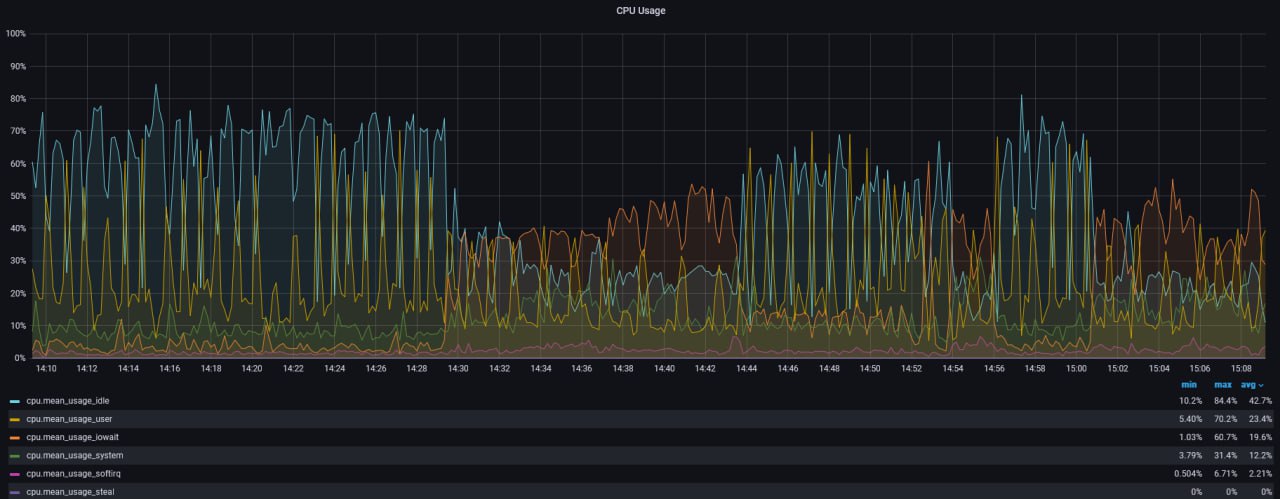 CPU Usage
100%
90%
80%
70%
60%
50%
40%
30%
20%
10%
0%
14:10 14:12 14:14 14:16 14:18 14:20 14:22 14:24 14:26 14:28 14:30 14:32 14:34 14:36 14:38 14:40 14:42 14:44 14:46 14:48 14:50 14:52 14:54 14:56 14:58 15:00 15:02 15:04 15:06 15:08
min max avg
cpu.mean_usage_idle 10.2% 84.4% 42.7%
cpu.mean_usage_user 5.40% 70.2% 23.4%
cpu.mean_usage_iowait 1.03% 60.7% 19.6%
cpu.mean_usage_system 3.79% 31.4% 12.2%
cpu.mean_usage_softirq 0.504% 6.71% 2.21%
cpu.mean_usage_steal 0% 0% 0%